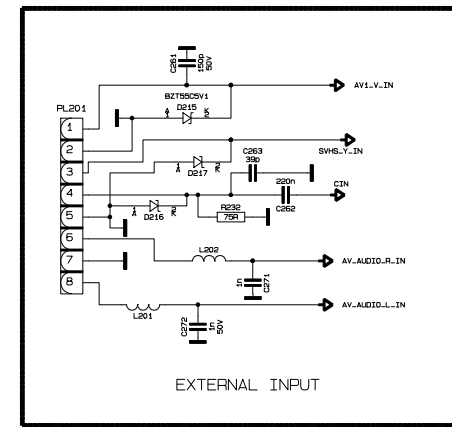 C261
150p
50V
AV1_V_IN
BZT55C5V1
PL201
A D215 K
1
2
3
4
5
6
7
8
SVHS_Y_IN
C263
39p
A D217 K
220n
CIN
C262
R232
75R
A D216 K
L202
AV_AUDIO_R_IN
1n
C271
L201
AV_AUDIO_L_IN
C272
1n
50V
EXTERNAL INPUT